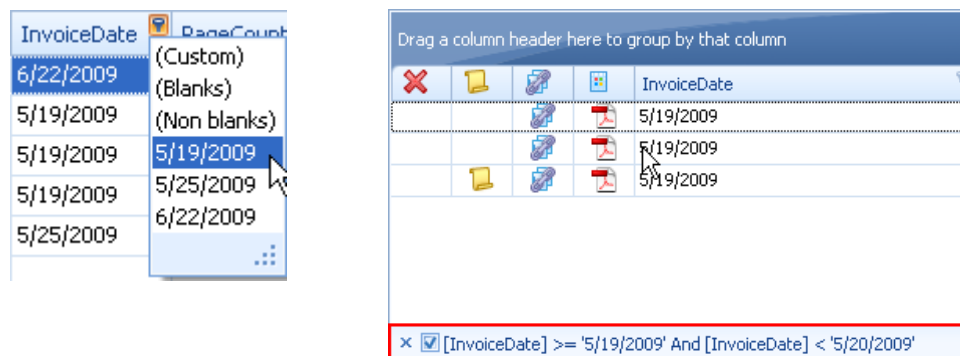 InvoiceDate PageCount
(Custom)
6/22/2009
(Blanks)
5/19/2009
(Non blanks)
5/19/2009
5/19/2009
5/19/2009
5/25/2009
6/22/2009
5/25/2009
Drag a column header here to group by that column
InvoiceDate
5/19/2009
5/19/2009
5/19/2009
[InvoiceDate] >= '5/19/2009' And [InvoiceDate] < '5/20/2009'